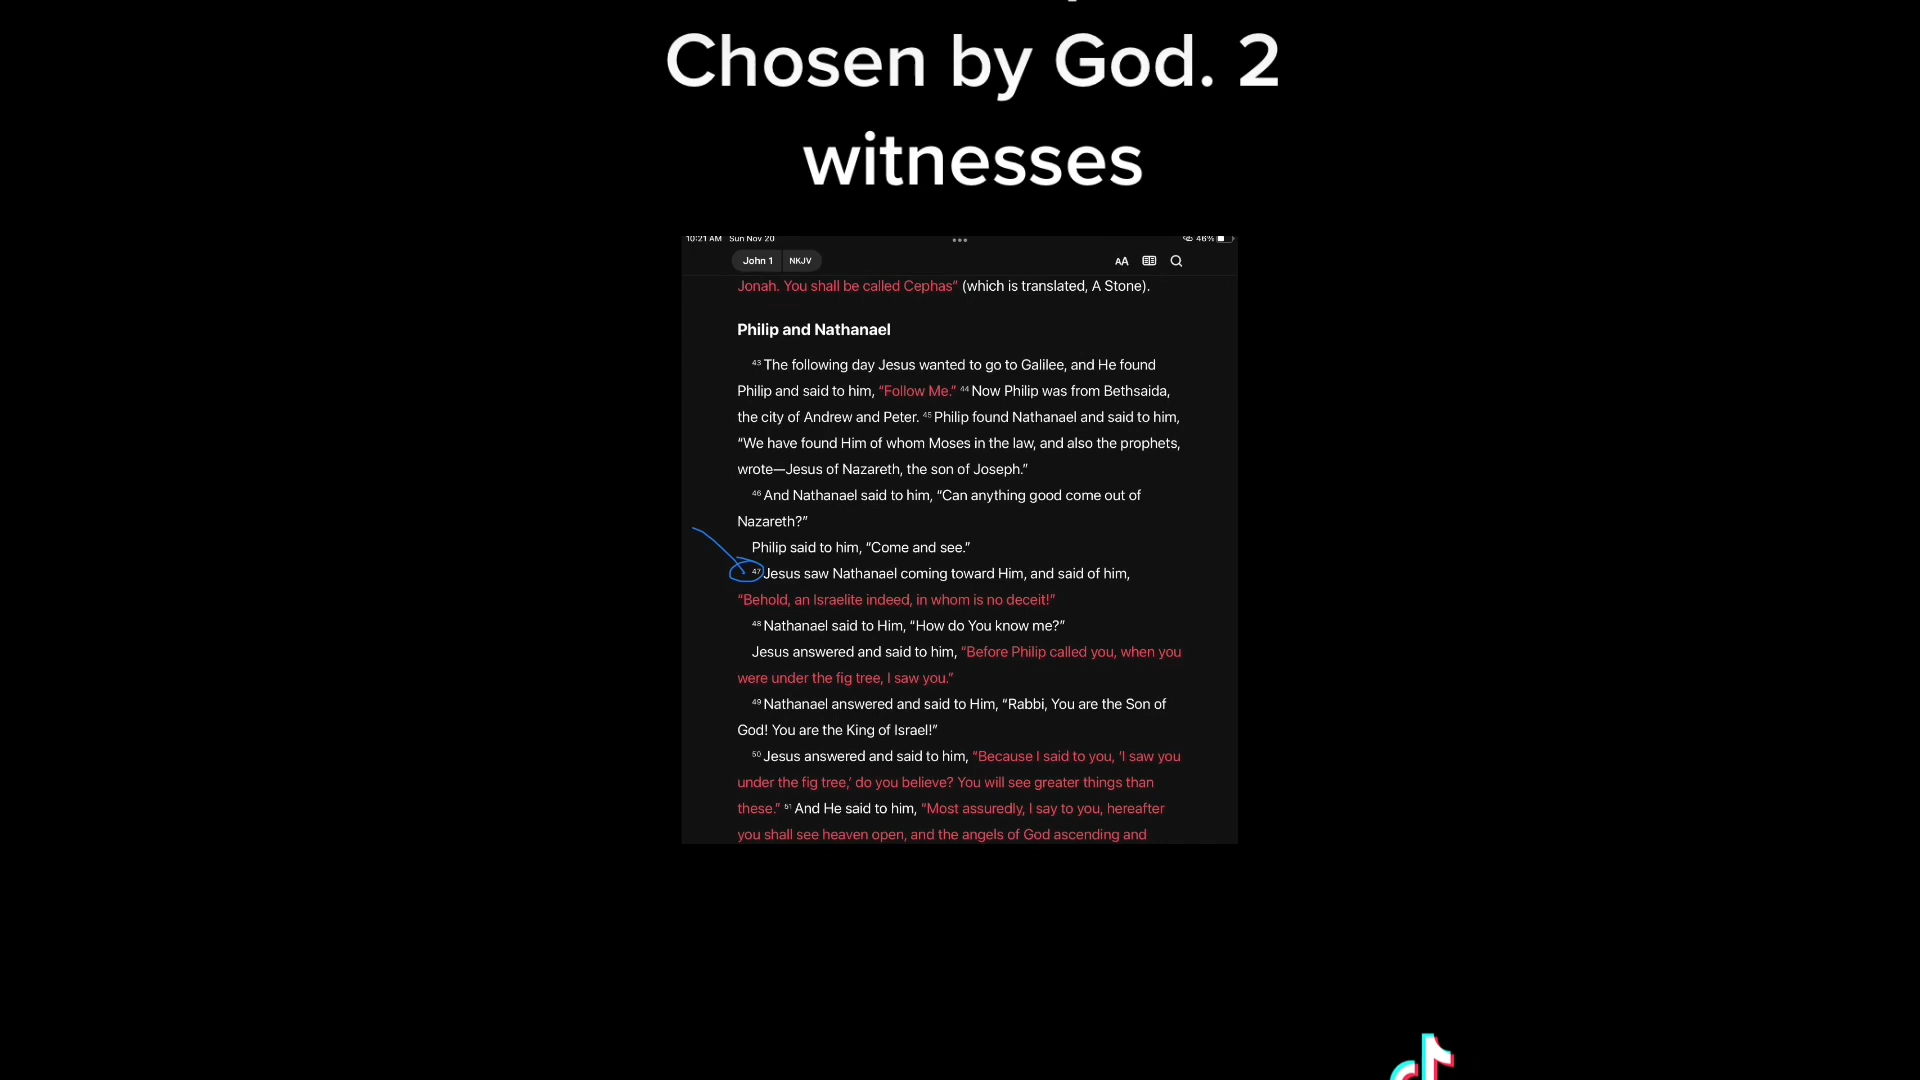 Chosen by God. 2
witnesses
10:21 AM Sun Nov 20
46%
John 1 NKJV
AA
Jonah. You shall be called Cephas” (which is translated, A Stone).
Philip and Nathanael
43 The following day Jesus wanted to go to Galilee, and He found
Philip and said to him, “Follow Me.” 44 Now Philip was from Bethsaida,
the city of Andrew and Peter. 45 Philip found Nathanael and said to him,
“We have found Him of whom Moses in the law, and also the prophets,
wrote—Jesus of Nazareth, the son of Joseph.”
46 And Nathanael said to him, “Can anything good come out of
Nazareth?”
Philip said to him, “Come and see.”
47 Jesus saw Nathanael coming toward Him, and said of him,
“Behold, an Israelite indeed, in whom is no deceit!”
48 Nathanael said to Him, “How do You know me?”
Jesus answered and said to him, “Before Philip called you, when you
were under the fig tree, I saw you.”
49 Nathanael answered and said to Him, “Rabbi, You are the Son of
God! You are the King of Israel!”
50 Jesus answered and said to him, “Because I said to you, ‘I saw you
under the fig tree,’ do you believe? You will see greater things than
these.” 51 And He said to him, “Most assuredly, I say to you, hereafter
you shall see heaven open, and the angels of God ascending and